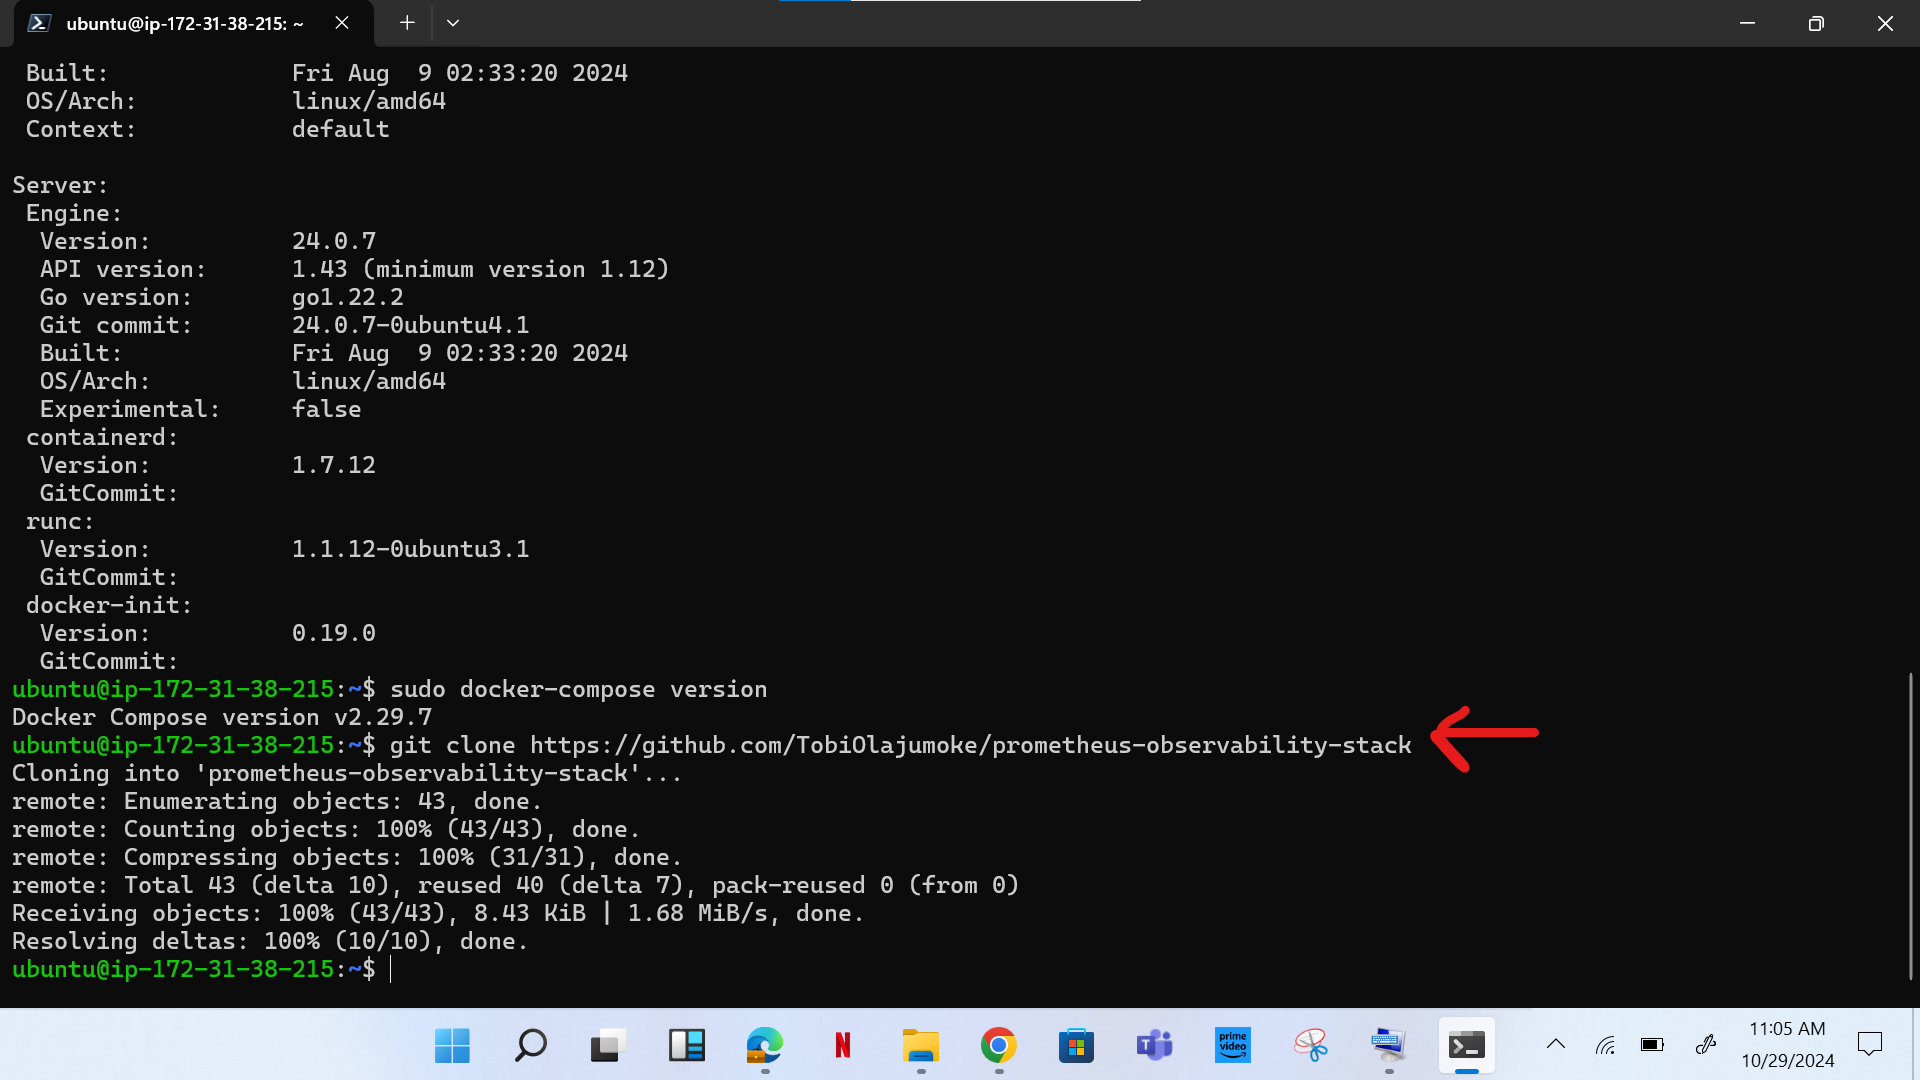 ubuntu@ip-172-31-38-215: ~
Built: Fri Aug  9 02:33:20 2024
OS/Arch: linux/amd64
Context: default
Server:
Engine:
Version: 24.0.7
API version: 1.43 (minimum version 1.12)
Go version: go1.22.2
Git commit: 24.0.7-0ubuntu4.1
Built: Fri Aug  9 02:33:20 2024
OS/Arch: linux/amd64
Experimental: false
containerd:
Version: 1.7.12
GitCommit:
runc:
Version: 1.1.12-0ubuntu3.1
GitCommit:
docker-init:
Version: 0.19.0
GitCommit:
ubuntu@ip-172-31-38-215:~$ sudo docker-compose version
Docker Compose version v2.29.7
ubuntu@ip-172-31-38-215:~$ git clone https://github.com/TobiOlajumoke/prometheus-observability-stack
Cloning into 'prometheus-observability-stack'...
remote: Enumerating objects: 43, done.
remote: Counting objects: 100% (43/43), done.
remote: Compressing objects: 100% (31/31), done.
remote: Total 43 (delta 10), reused 40 (delta 7), pack-reused 0 (from 0)
Receiving objects: 100% (43/43), 8.43 KiB | 1.68 MiB/s, done.
Resolving deltas: 100% (10/10), done.
ubuntu@ip-172-31-38-215:~$
N
prime video
11:05 AM
10/29/2024